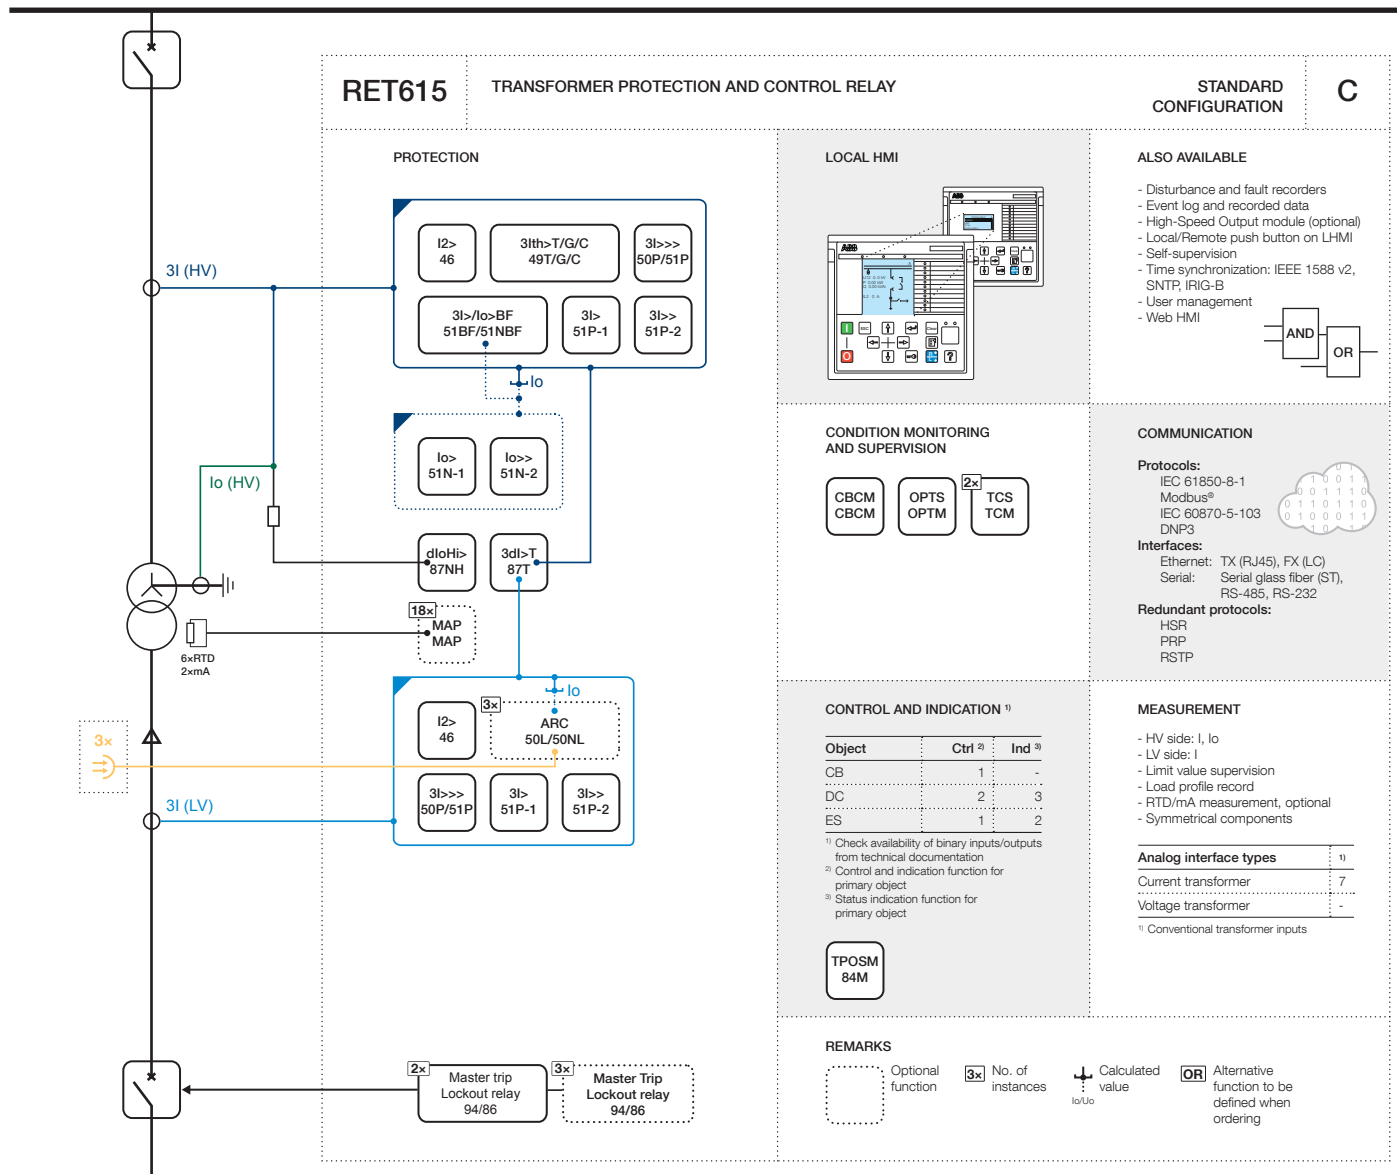 RET615
TRANSFORMER PROTECTION AND CONTROL RELAY
STANDARD
CONFIGURATION
C
PROTECTION
3I (HV)
I2>
46
3Ith>T/G/C
49T/G/C
3I>>>
50P/51P
3I>/Io>BF
51BF/51NBF
3I>
51P-1
3I>>
51P-2
Io
Io>
51N-1
Io>>
51N-2
Io (HV)
dIoHi>
87NH
3dI>T
87T
18×
MAP
MAP
6×RTD
2×mA
Io
I2>
46
3×
ARC
50L/50NL
3×
3I>>>
50P/51P
3I>
51P-1
3I>>
51P-2
3I (LV)
2×
Master trip
Lockout relay
94/86
3×
Master Trip
Lockout relay
94/86
LOCAL HMI
ABB
ABB
ESC
Clear
I
O
?
?
ALSO AVAILABLE
- Disturbance and fault recorders
- Event log and recorded data
- High-Speed Output module (optional)
- Local/Remote push button on LHMI
- Self-supervision
- Time synchronization: IEEE 1588 v2,
SNTP, IRIG-B
- User management
- Web HMI
AND
OR
CONDITION MONITORING
AND SUPERVISION
CBCM
CBCM
OPTS
OPTM
2×
TCS
TCM
COMMUNICATION
Protocols:
IEC 61850-8-1
Modbus®
IEC 60870-5-103
DNP3
Interfaces:
Ethernet: TX (RJ45), FX (LC)
Serial: Serial glass fiber (ST),
RS-485, RS-232
Redundant protocols:
HSR
PRP
RSTP
CONTROL AND INDICATION 1)
Object Ctrl 2) Ind 3)
CB 1 -
DC 2 3
ES 1 2
1) Check availability of binary inputs/outputs
from technical documentation
2) Control and indication function for
primary object
3) Status indication function for
primary object
TPOSM
84M
MEASUREMENT
- HV side: I, Io
- LV side: I
- Limit value supervision
- Load profile record
- RTD/mA measurement, optional
- Symmetrical components
Analog interface types 1)
Current transformer 7
Voltage transformer -
1) Conventional transformer inputs
REMARKS
Optional
function
3×
No. of
instances
Io/Uo
Calculated
value
OR
Alternative
function to be
defined when
ordering